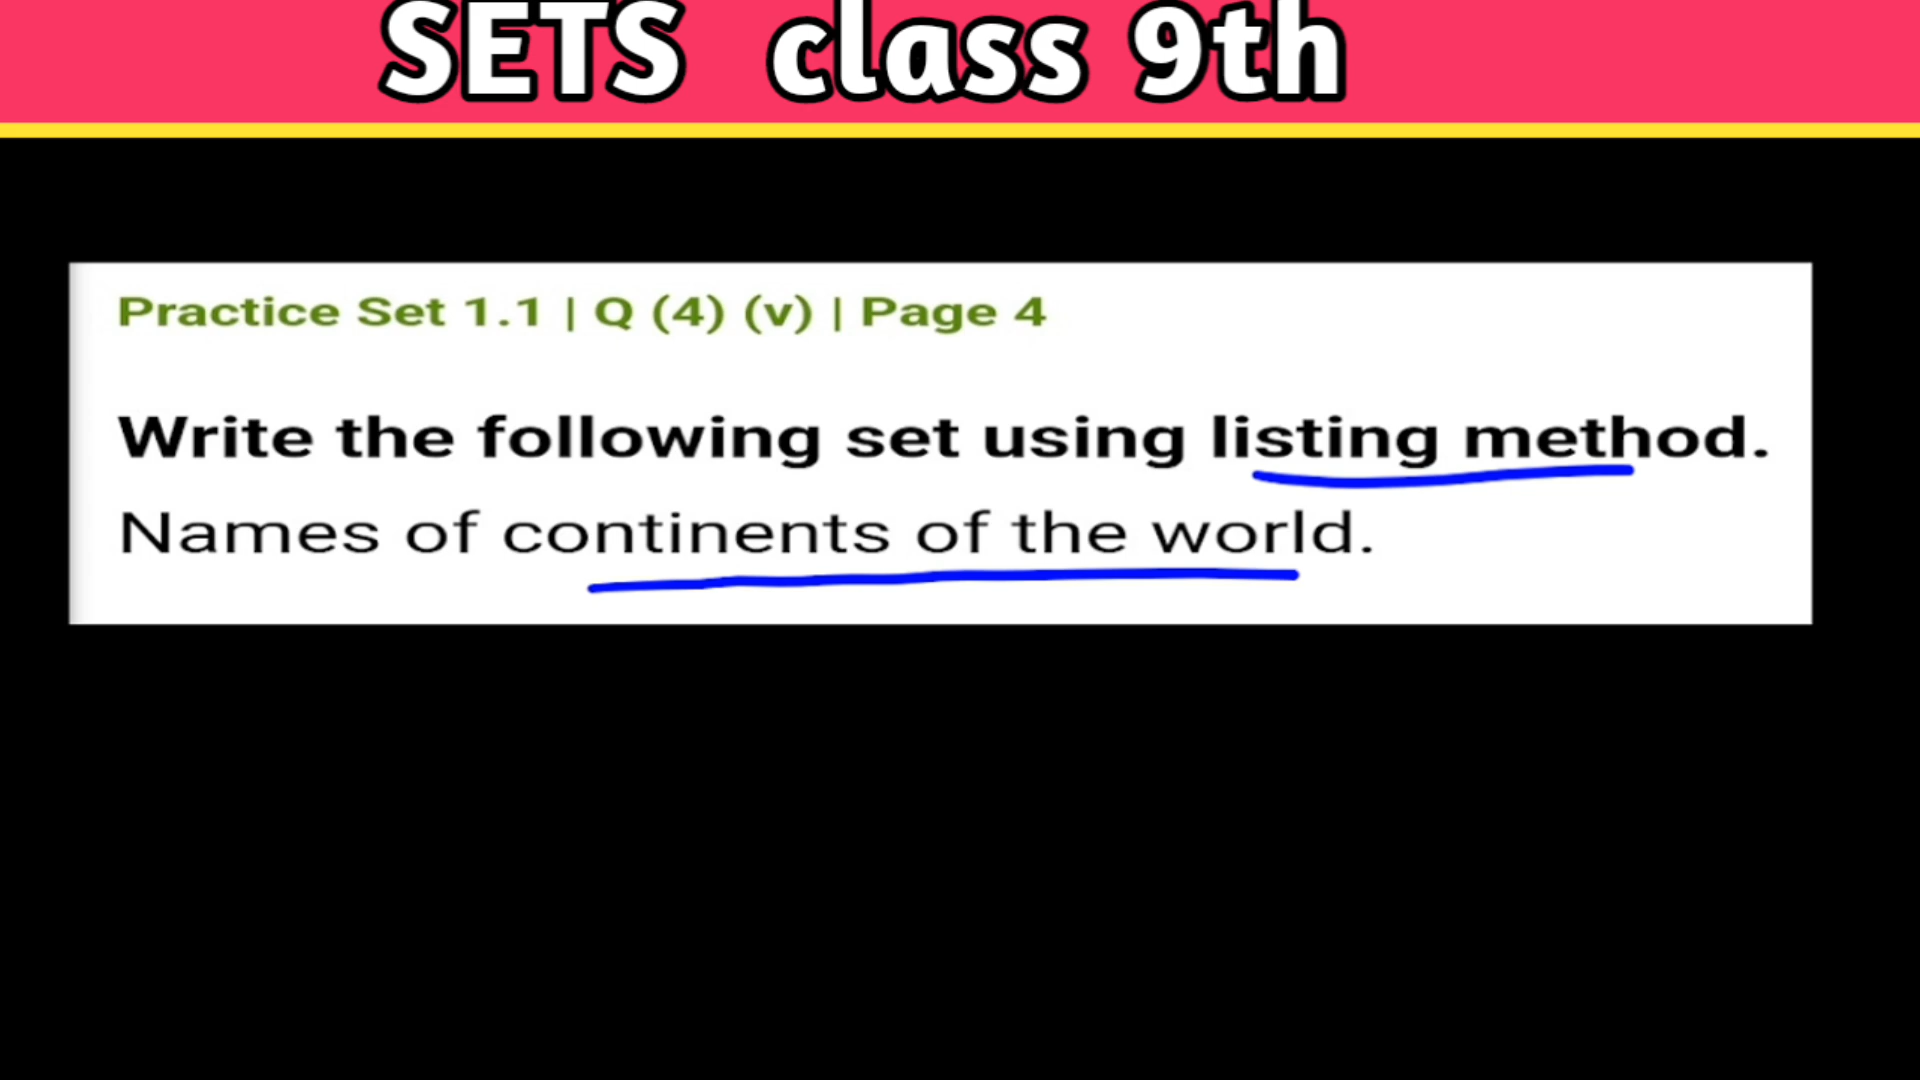 SETS class 9th
Practice Set 1.1 | Q (4) (v) | Page 4
Write the following set using listing method.
Names of continents of the world.